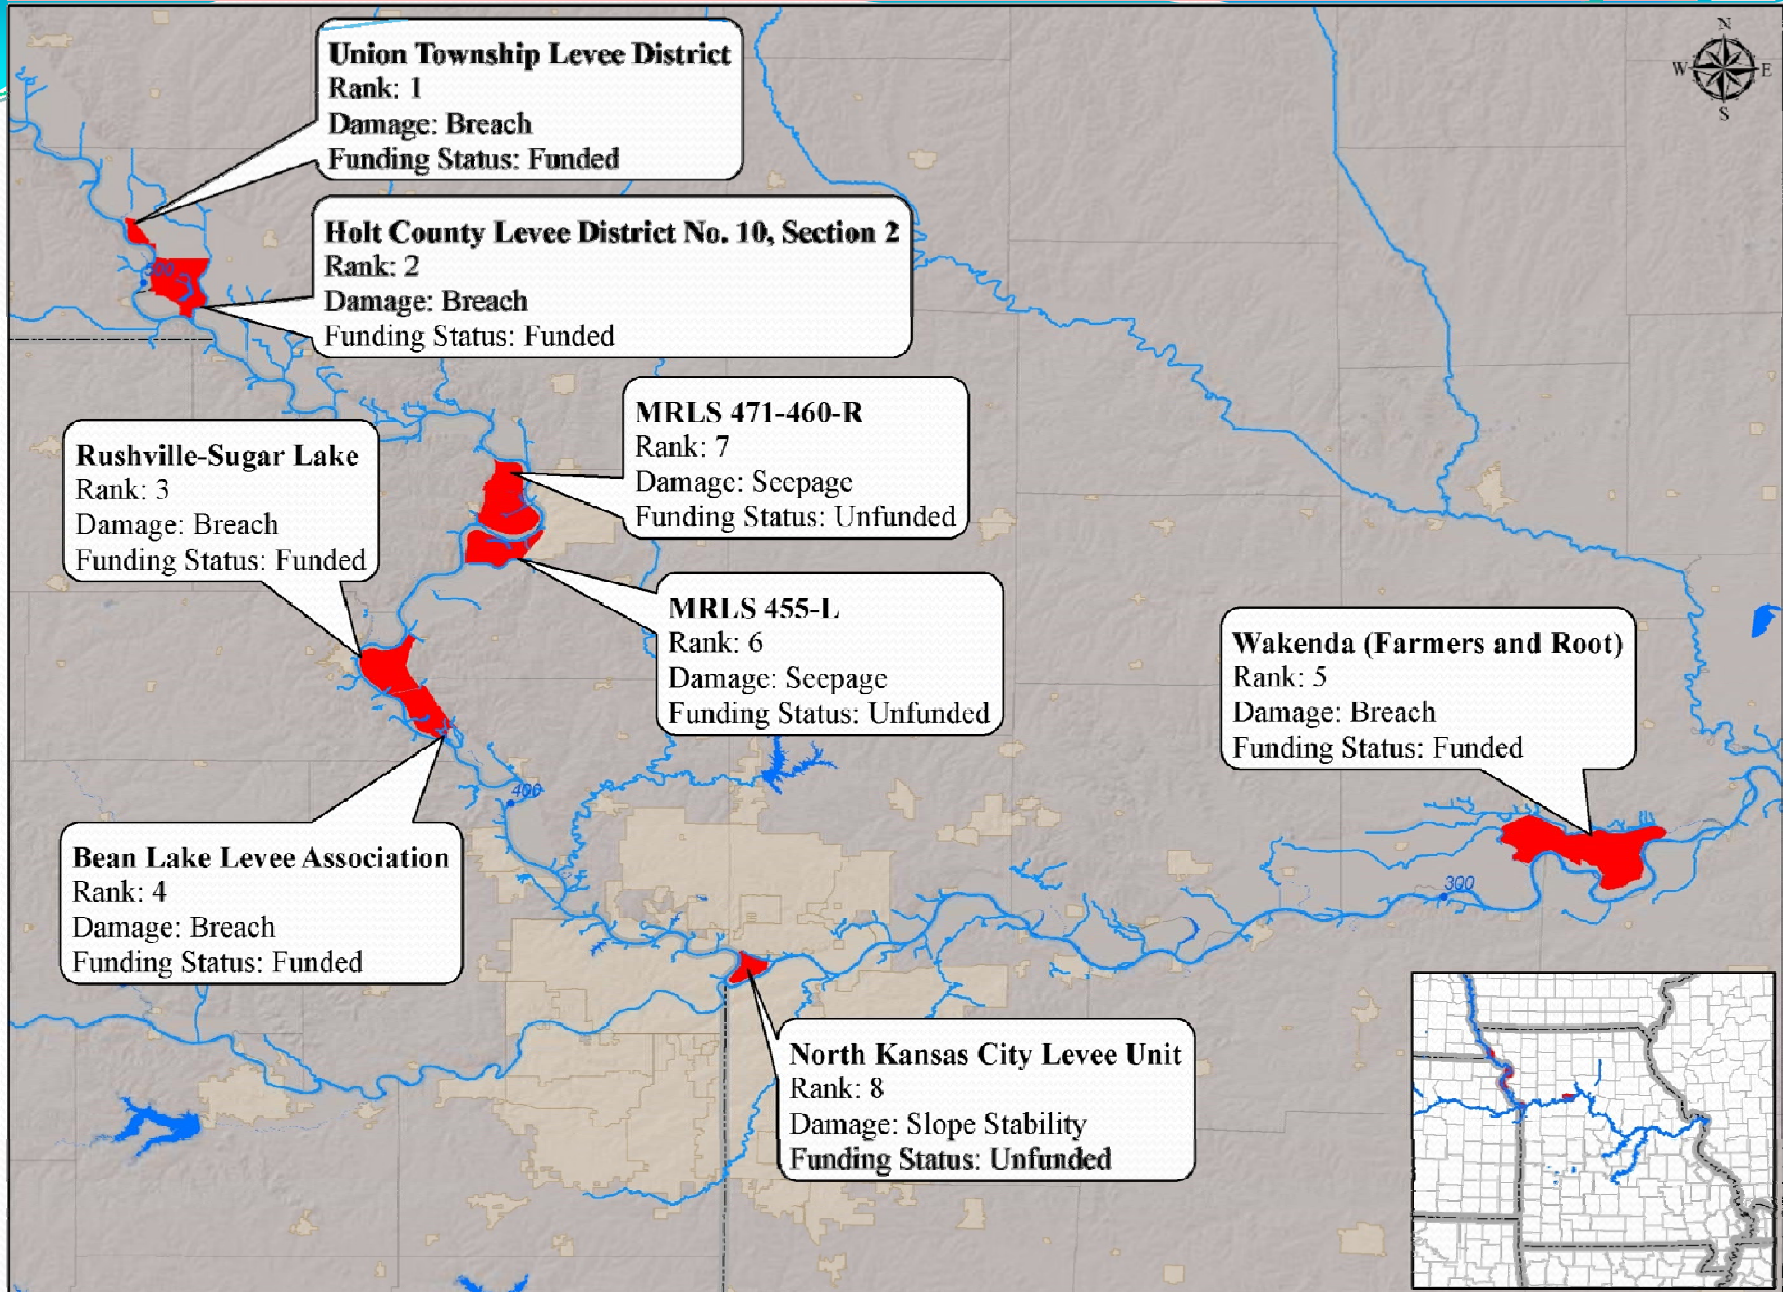 N
W E
S
Union Township Levee District
Rank: 1
Damage: Breach
Funding Status: Funded
Holt County Levee District No. 10, Section 2
Rank: 2
Damage: Breach
Funding Status: Funded
500
MRLS 471-460-R
Rank: 7
Damage: Seepage
Funding Status: Unfunded
Rushville-Sugar Lake
Rank: 3
Damage: Breach
Funding Status: Funded
MRLS 455-L
Rank: 6
Damage: Seepage
Funding Status: Unfunded
Wakenda (Farmers and Root)
Rank: 5
Damage: Breach
Funding Status: Funded
400
Bean Lake Levee Association
Rank: 4
Damage: Breach
Funding Status: Funded
300
North Kansas City Levee Unit
Rank: 8
Damage: Slope Stability
Funding Status: Unfunded